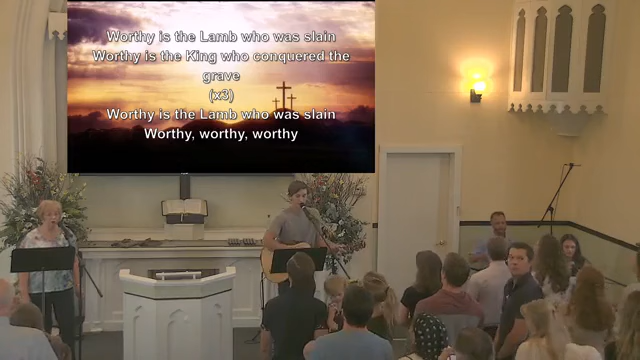 Worthy is the Lamb who was slain
Worthy is the King who conquered the
grave
(x3)
Worthy is the Lamb who was slain
Worthy, worthy, worthy